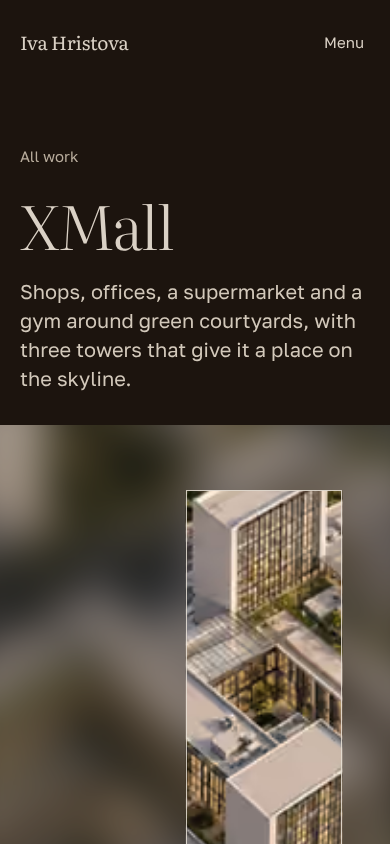 Iva Hristova
Menu
All work
XMall
Shops, offices, a supermarket and a
gym around green courtyards, with
three towers that give it a place on
the skyline.